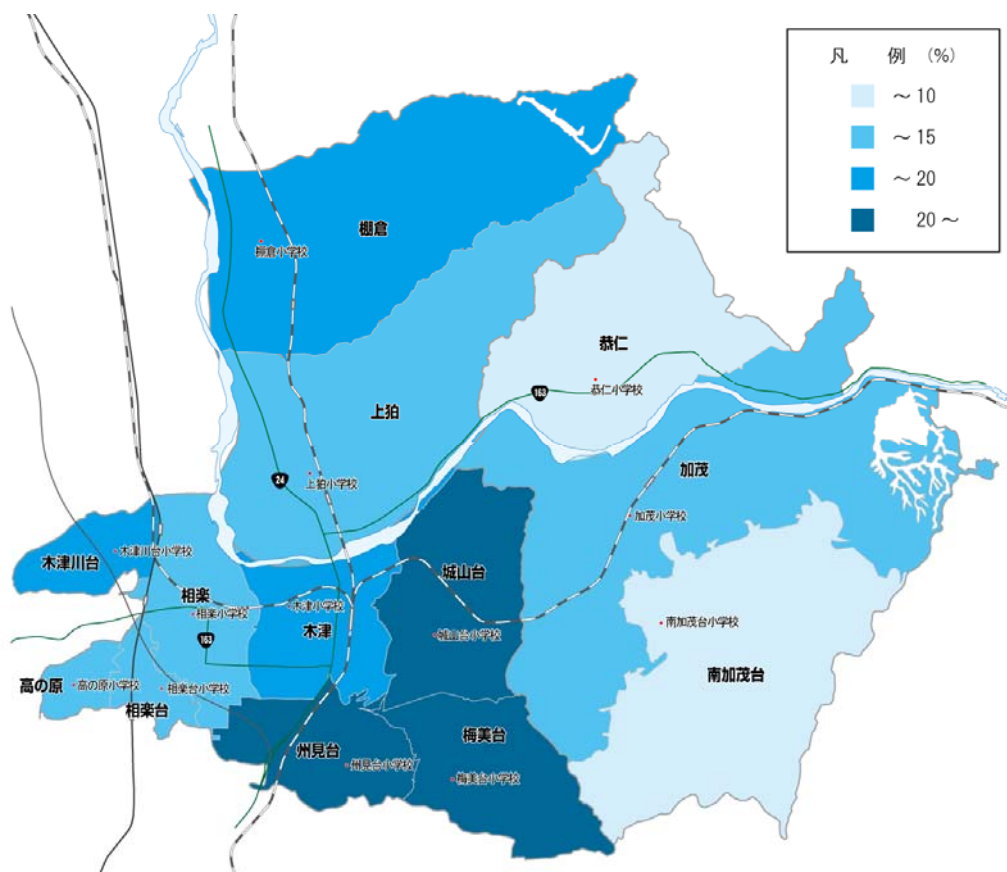 凡 例 (%)
~10
~15
~20
20~
棚倉
棚倉小学校
恭仁
163
恭仁小学校
上狛
24
上狛小学校
加茂
加茂小学校
木津川台
木津川台小学校
城山台
相楽
相楽小学校
木津小学校
木津
163
城山台小学校
南加茂台小学校
南加茂台
高の原
高の原小学校
相楽台小学校
相楽台
梅美台
州見台
州見台小学校
梅美台小学校